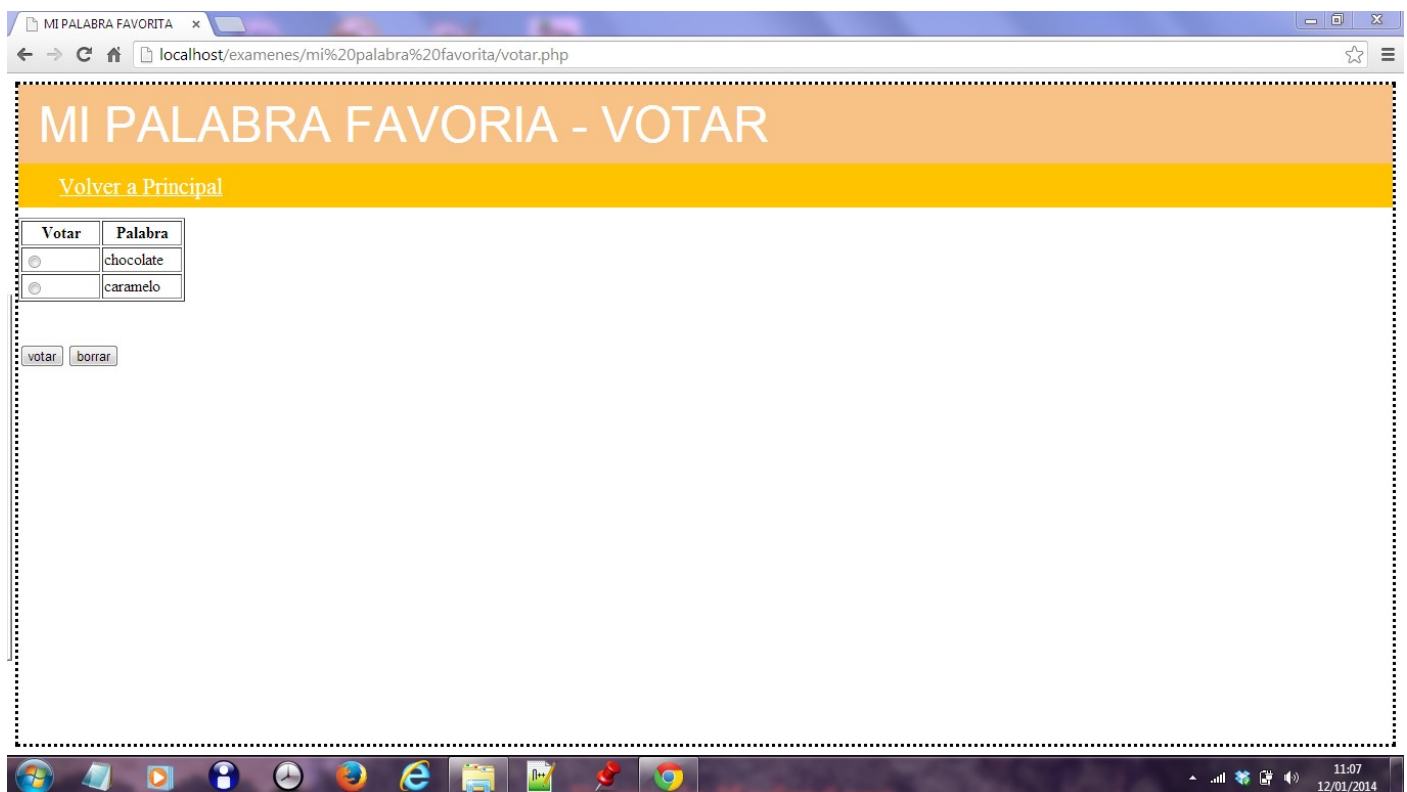 MI PALABRA FAVORITA
localhost/examenes/mi%20palabra%20favorita/votar.php
MI PALABRA FAVORIA - VOTAR
Volver a Principal
Votar Palabra
chocolate
caramelo
votar borrar
11:07
12/01/2014